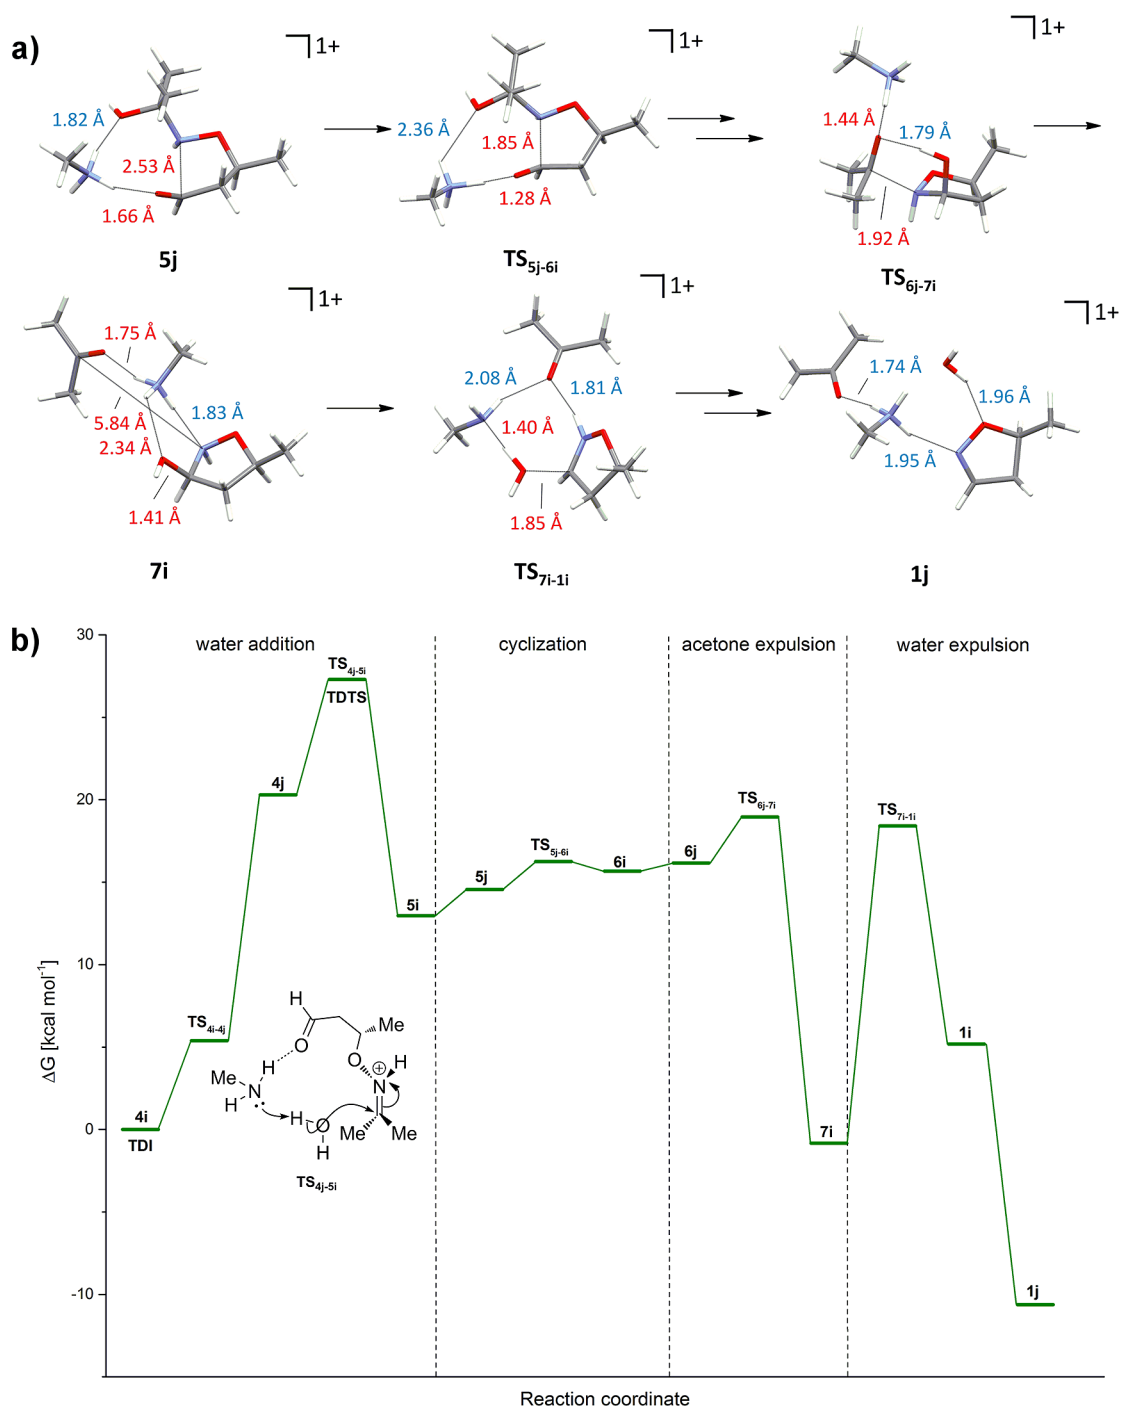 a)
1+
1+
1+
1.82 Å
2.53 Å
1.66 Å
2.36 Å
1.85 Å
1.28 Å
1.44 Å
1.79 Å
1.92 Å
5j
TS5j-6i
TS6j-7i
1+
1+
1+
1.75 Å
5.84 Å
2.34 Å
1.83 Å
1.41 Å
2.08 Å
1.81 Å
1.40 Å
1.85 Å
1.74 Å
1.96 Å
1.95 Å
7i
TS7i-1i
1j
b)
water addition
cyclization
acetone expulsion
water expulsion
30
20
10
0
-10
ΔG [kcal mol-1]
4i
TDI
TS4i-4j
4j
TS4j-5i
TDTS
5i
5j
TS5j-6i
6i
6j
TS6j-7i
7i
TS7i-1i
1i
1j
H
O
Me
O
H
H
Me
N
H
N
H
O
H
Me
Me
TS4j-5i
Reaction coordinate